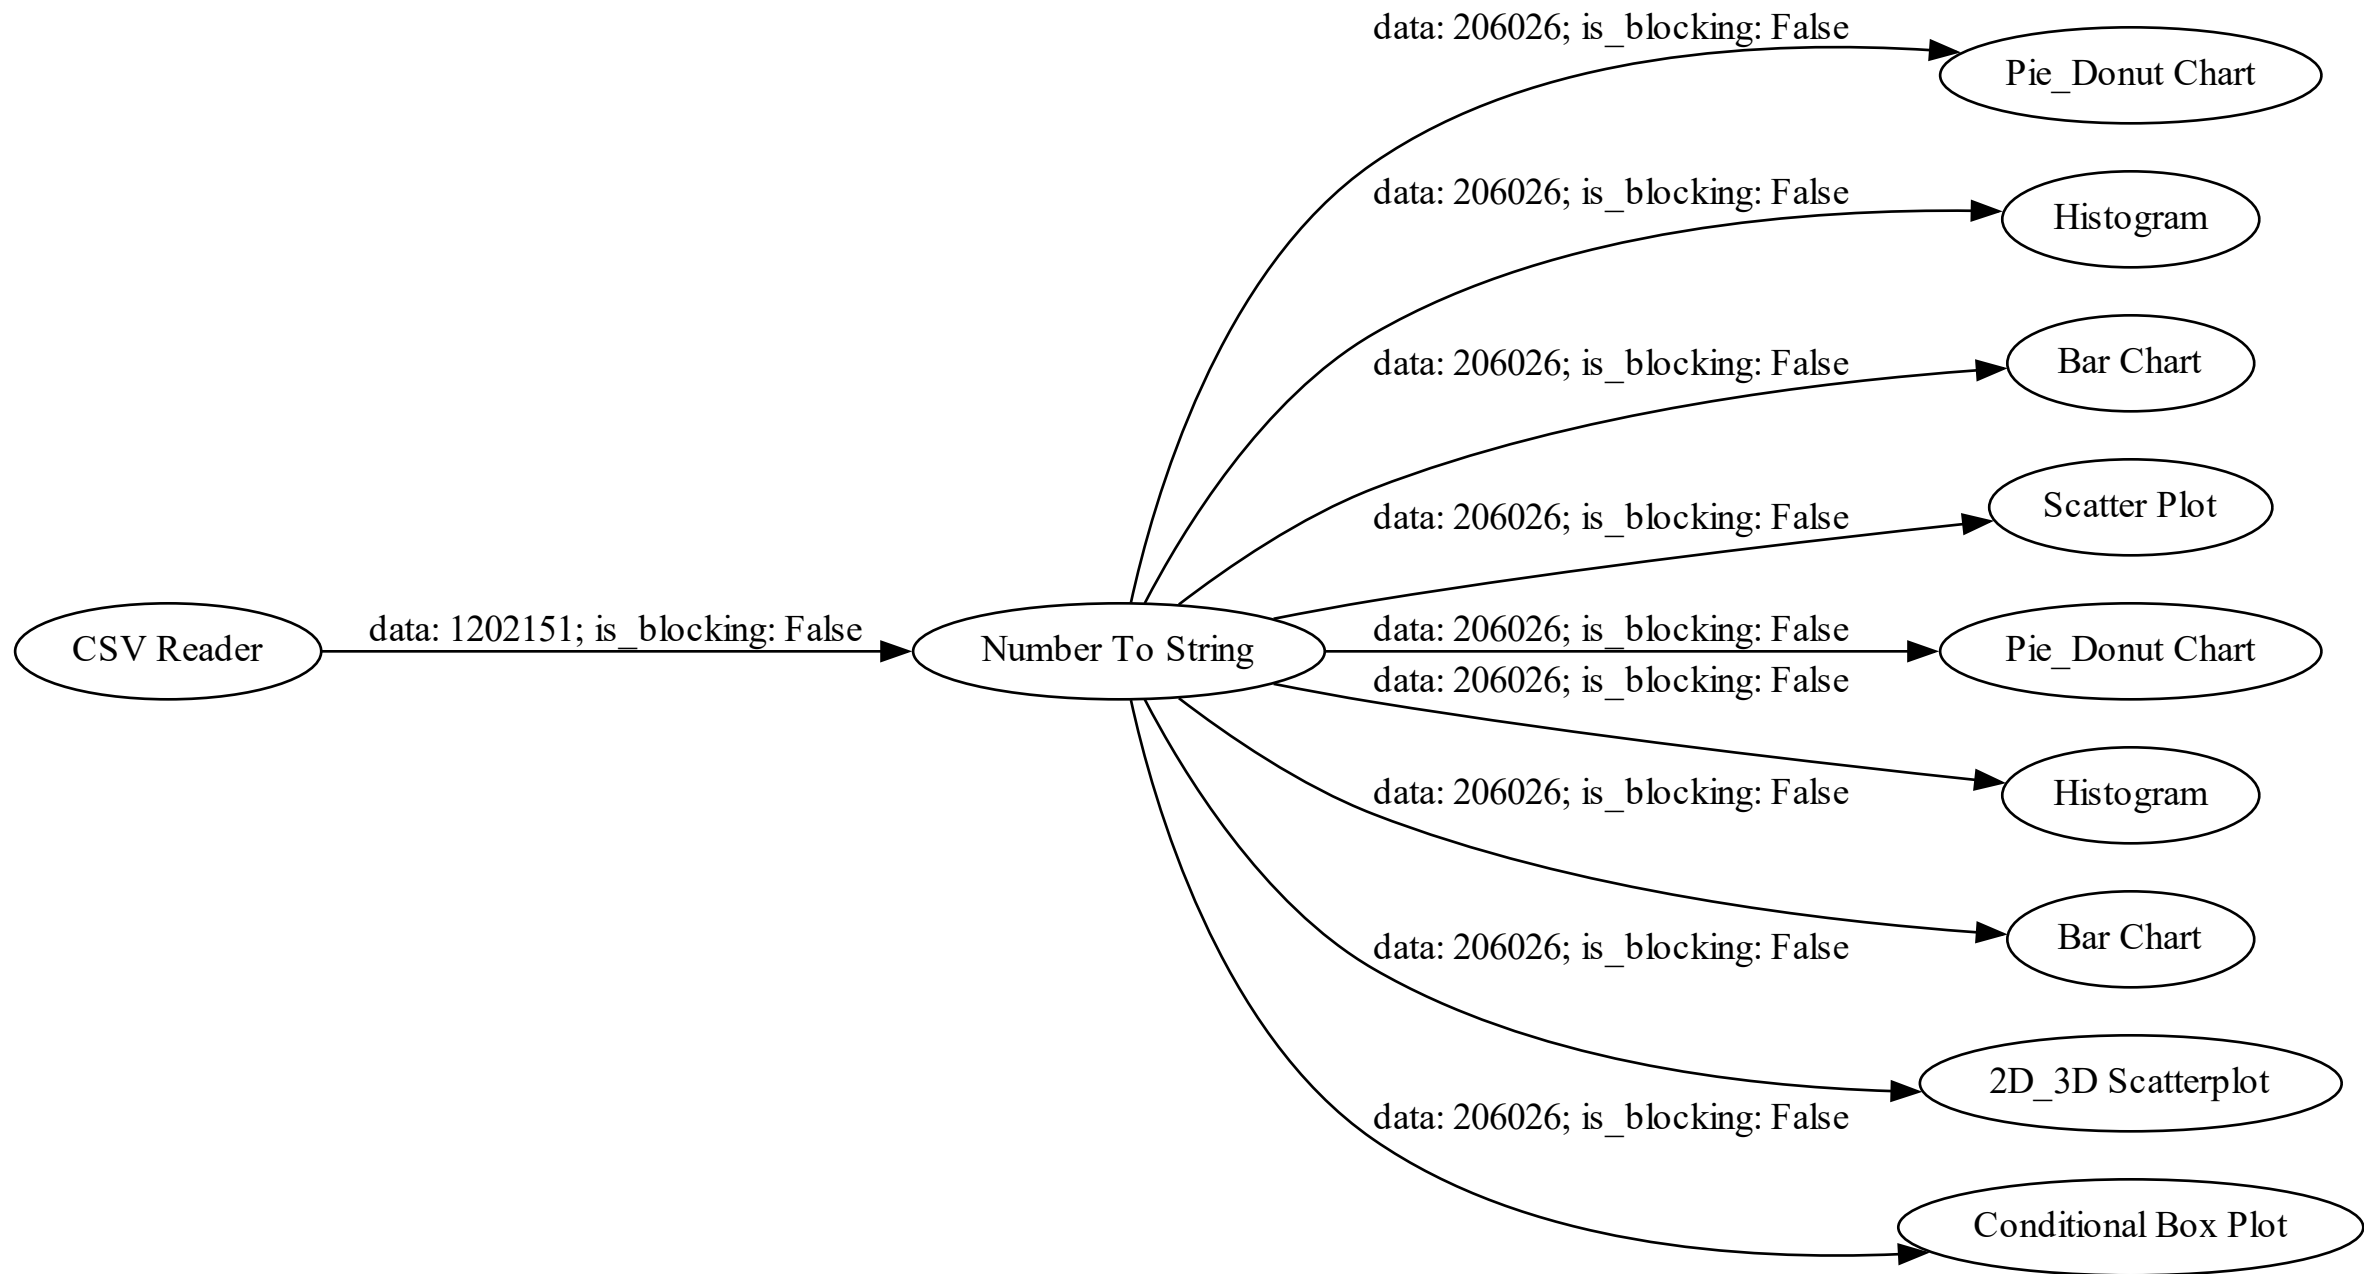 data: 206026; is_blocking: False
Pie_Donut Chart
data: 206026; is_blocking: False
Histogram
data: 206026; is_blocking: False
Bar Chart
data: 206026; is_blocking: False
Scatter Plot
CSV Reader
data: 1202151; is_blocking: False
Number To String
data: 206026; is_blocking: False
Pie_Donut Chart
data: 206026; is_blocking: False
Histogram
data: 206026; is_blocking: False
Bar Chart
data: 206026; is_blocking: False
2D_3D Scatterplot
data: 206026; is_blocking: False
Conditional Box Plot